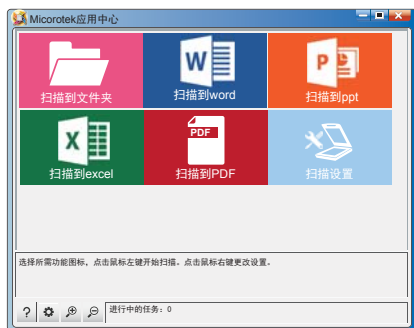 Micorotek应用中心
扫描到文件夹
W
扫描到word
P
扫描到ppt
X
扫描到excel
PDF
扫描到PDF
扫描设置
选择所需功能图标，点击鼠标左键开始扫描。点击鼠标右键更改设置。
?
进行中的任务：0